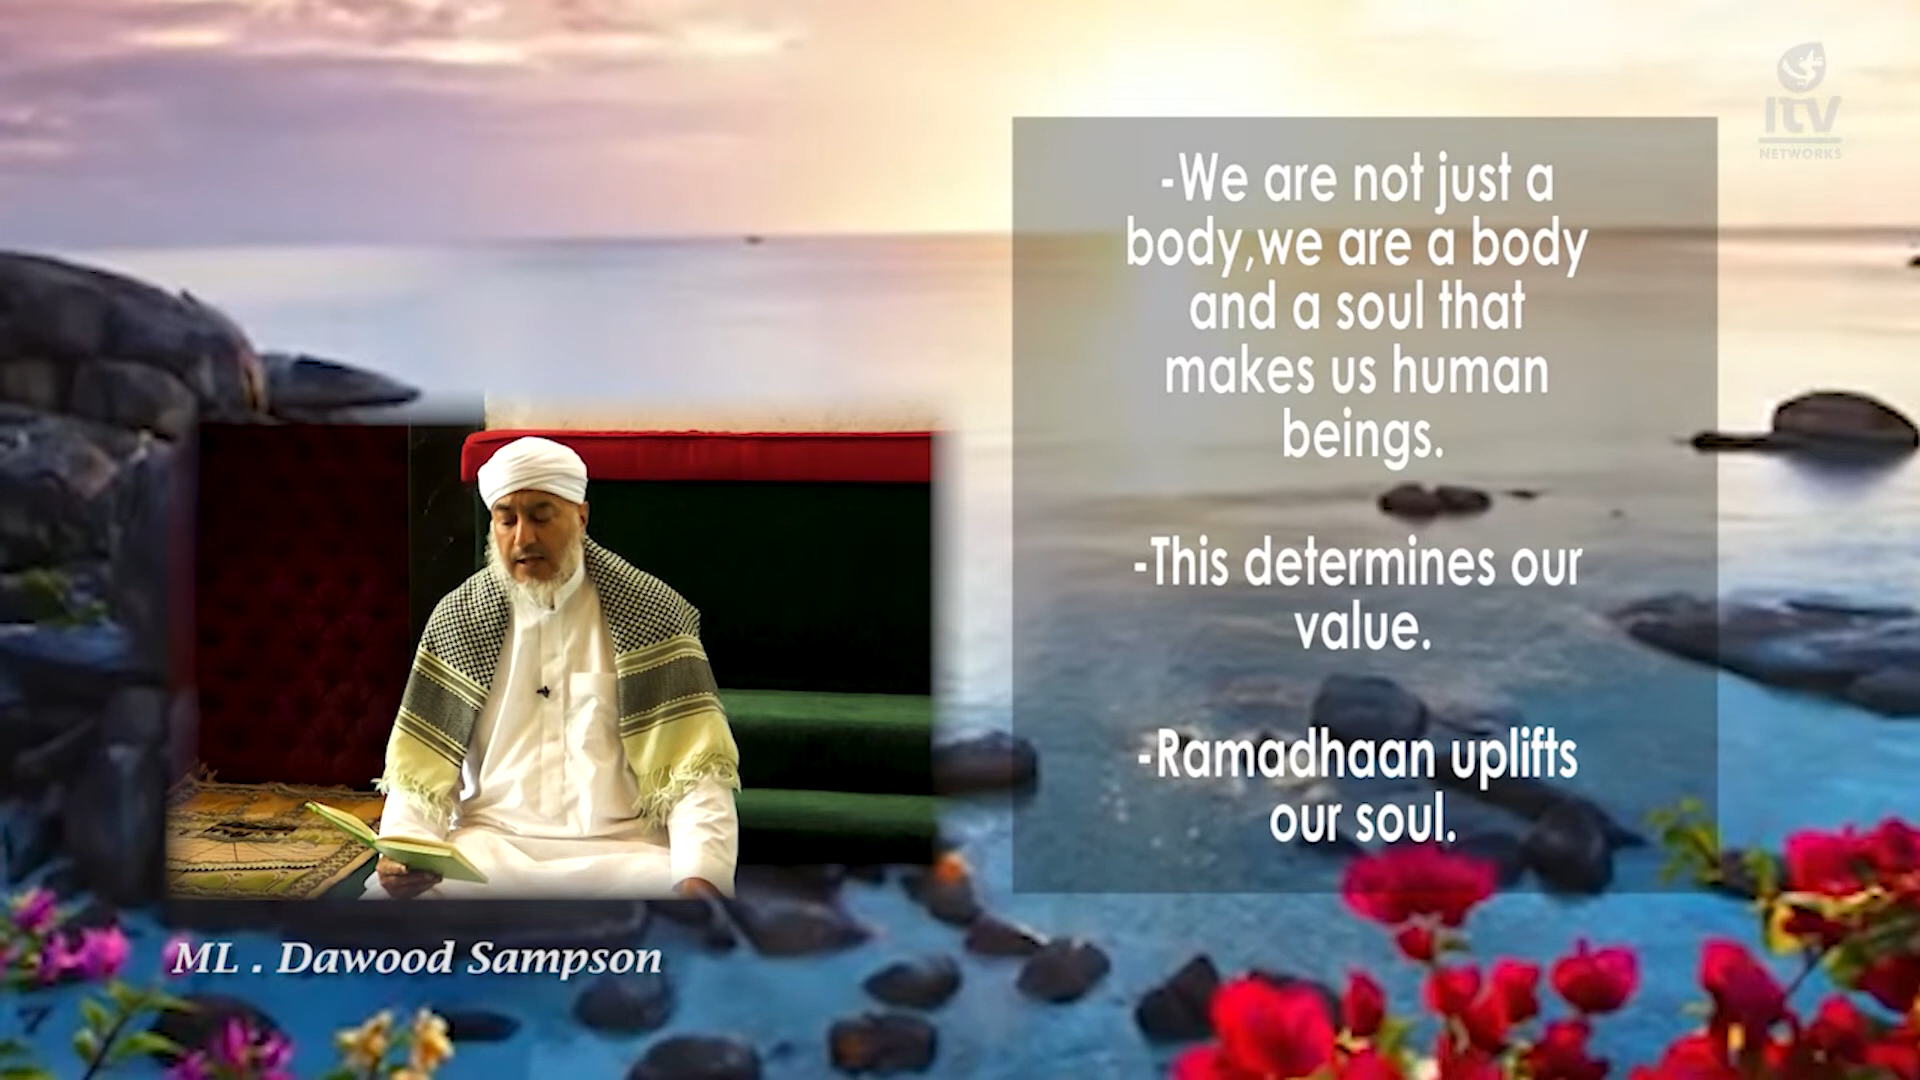 ITV
NETWORKS
-We are not just a
body,we are a body
and a soul that
makes us human
beings.
-This determines our
value.
-Ramadhaan uplifts
our soul.
ML . Dawood Sampson